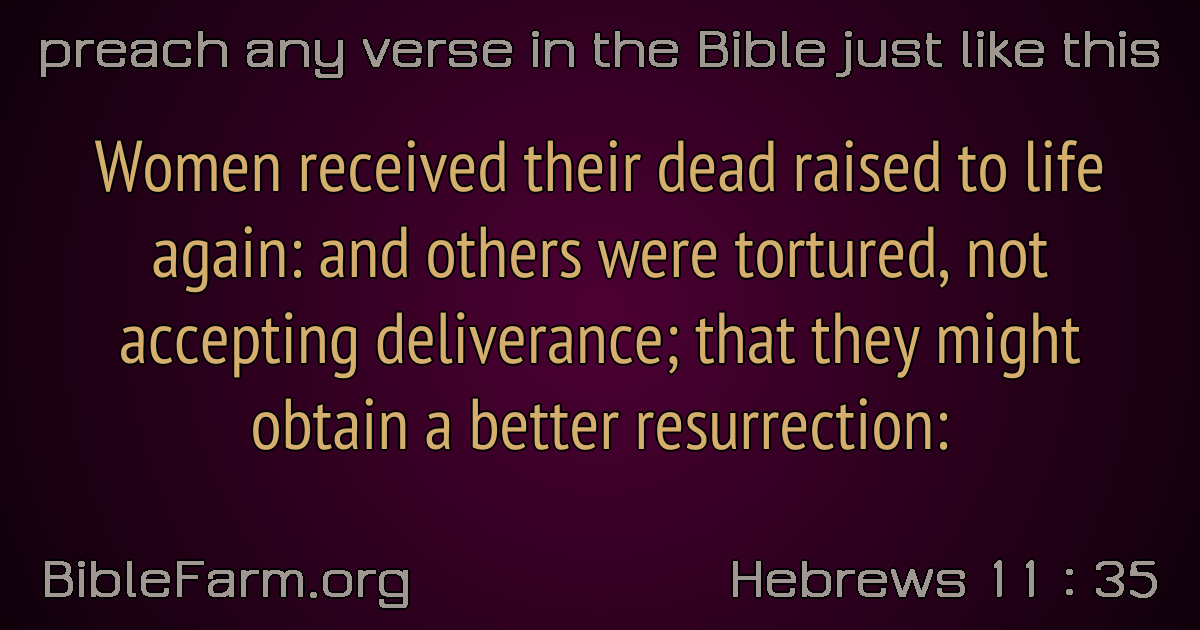 preach any verse in the Bible just like this
Women received their dead raised to life
again: and others were tortured, not
accepting deliverance; that they might
obtain a better resurrection:
BibleFarm.org
Hebrews 11 : 35